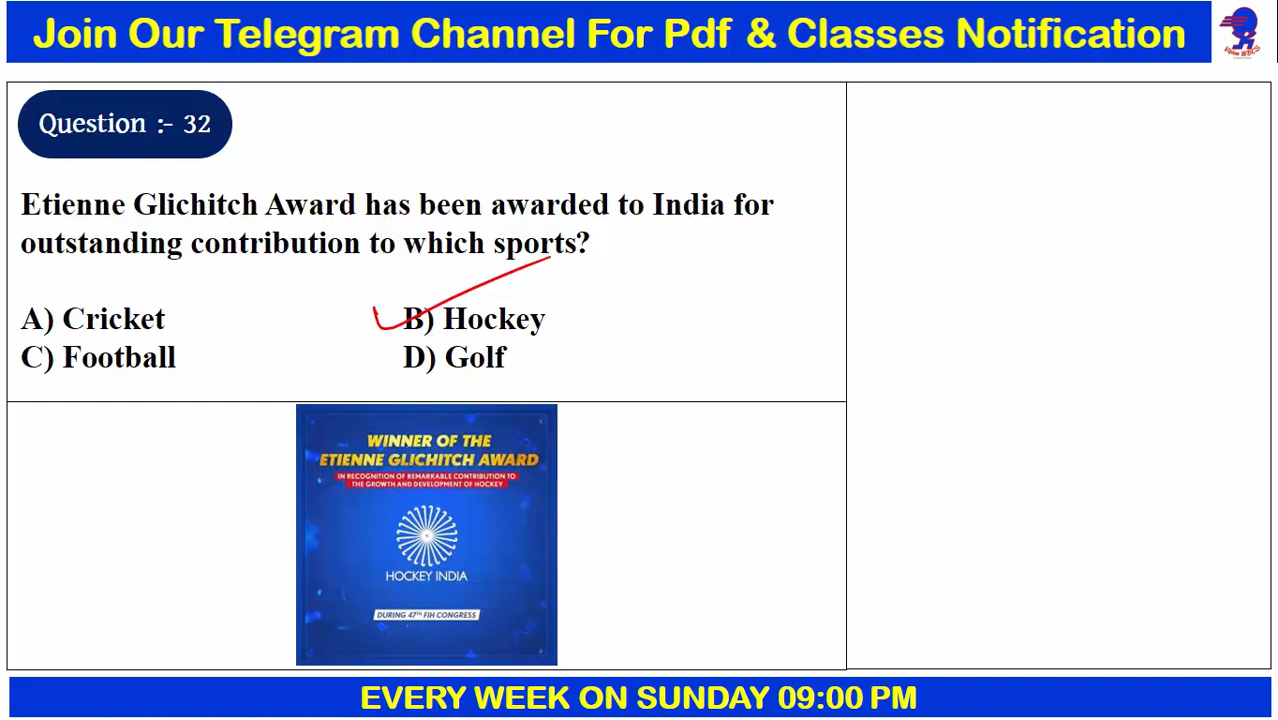 Join Our Telegram Channel For Pdf & Classes Notification
Question :- 32
Etienne Glichitch Award has been awarded to India for
outstanding contribution to which sports?
A) Cricket
B) Hockey
C) Football
D) Golf
WINNER OF THE
ETIENNE GLICHITCH AWARD
IN RECOGNITION OF REMARKABLE CONTRIBUTION TO
THE GROWTH AND DEVELOPMENT OF HOCKEY
HOCKEY INDIA
DURING 47TH FIH CONGRESS
EVERY WEEK ON SUNDAY 09:00 PM